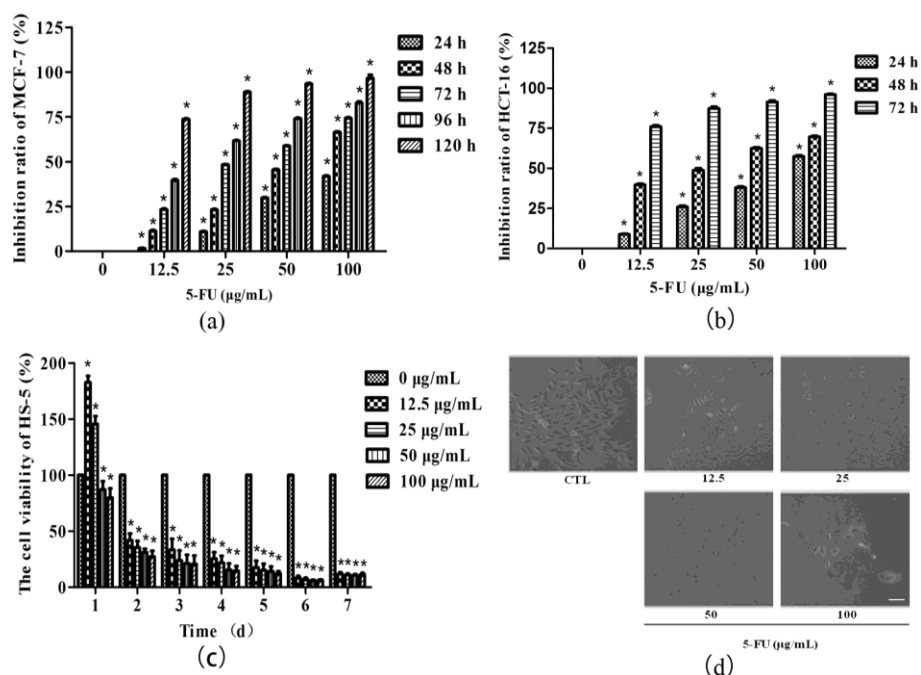 Inhibition ratio of MCF-7 (%)
125
100
75
50
25
0
0
12.5
25
50
100
5-FU (μg/mL)
24 h
48 h
72 h
96 h
120 h
(a)
Inhibition ratio of HCT-16 (%)
125
100
75
50
25
0
0
12.5
25
50
100
5-FU (μg/mL)
24 h
48 h
72 h
(b)
The cell viability of HS-5 (%)
200
150
100
50
0
1
2
3
4
5
6
7
Time (d)
0 μg/mL
12.5 μg/mL
25 μg/mL
50 μg/mL
100 μg/mL
(c)
CTL
12.5
25
50
100
5-FU (μg/mL)
(d)